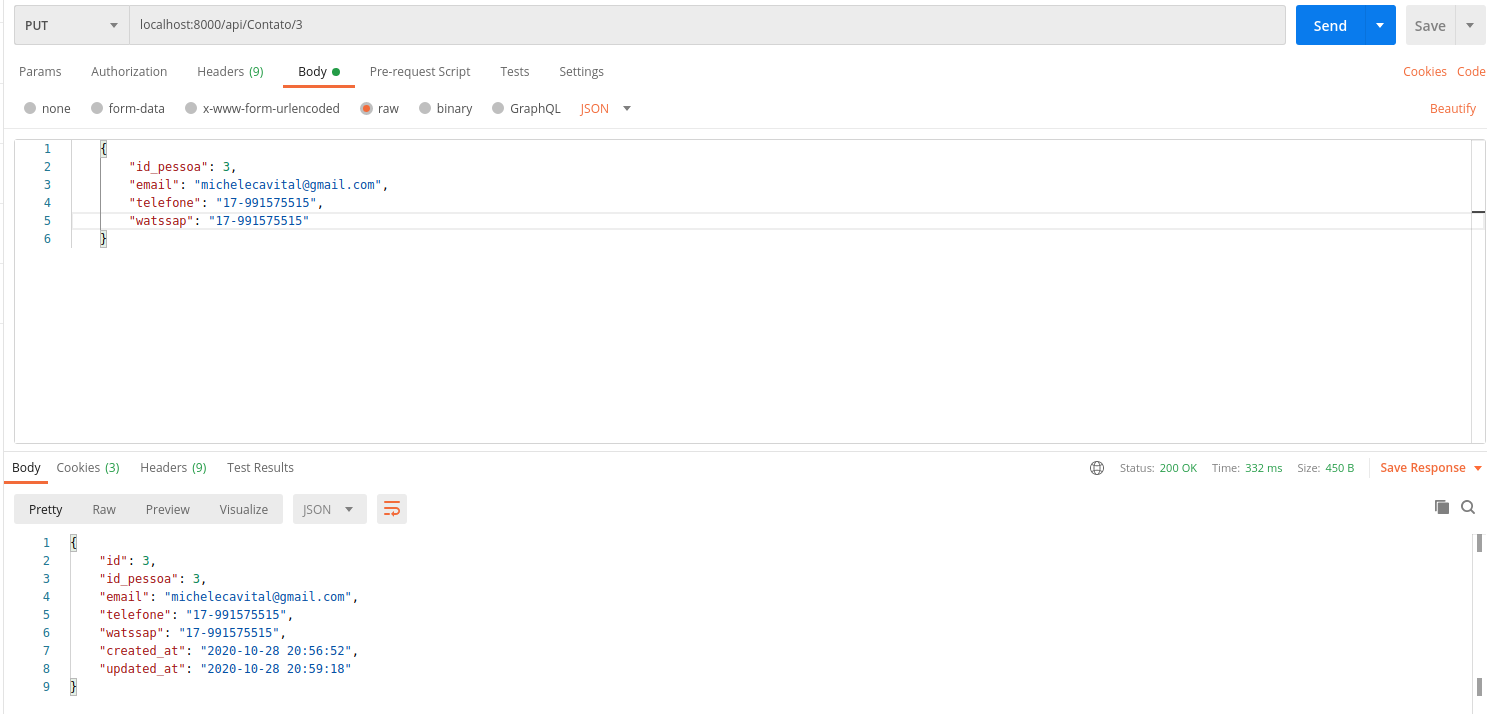 PUT localhost:8000/api/Contato/3 Send Save
Params Authorization Headers (9) Body Pre-request Script Tests Settings Cookies Code
none form-data x-www-form-urlencoded raw binary GraphQL JSON Beautify
1 {
2 "id_pessoa": 3,
3 "email": "michelecavital@gmail.com",
4 "telefone": "17-991575515",
5 "watssap": "17-991575515"
6 }
Body Cookies (3) Headers (9) Test Results Status: 200 OK Time: 332 ms Size: 450 B Save Response
Pretty Raw Preview Visualize JSON
1 {
2 "id": 3,
3 "id_pessoa": 3,
4 "email": "michelecavital@gmail.com",
5 "telefone": "17-991575515",
6 "watssap": "17-991575515",
7 "created_at": "2020-10-28 20:56:52",
8 "updated_at": "2020-10-28 20:59:18"
9 }